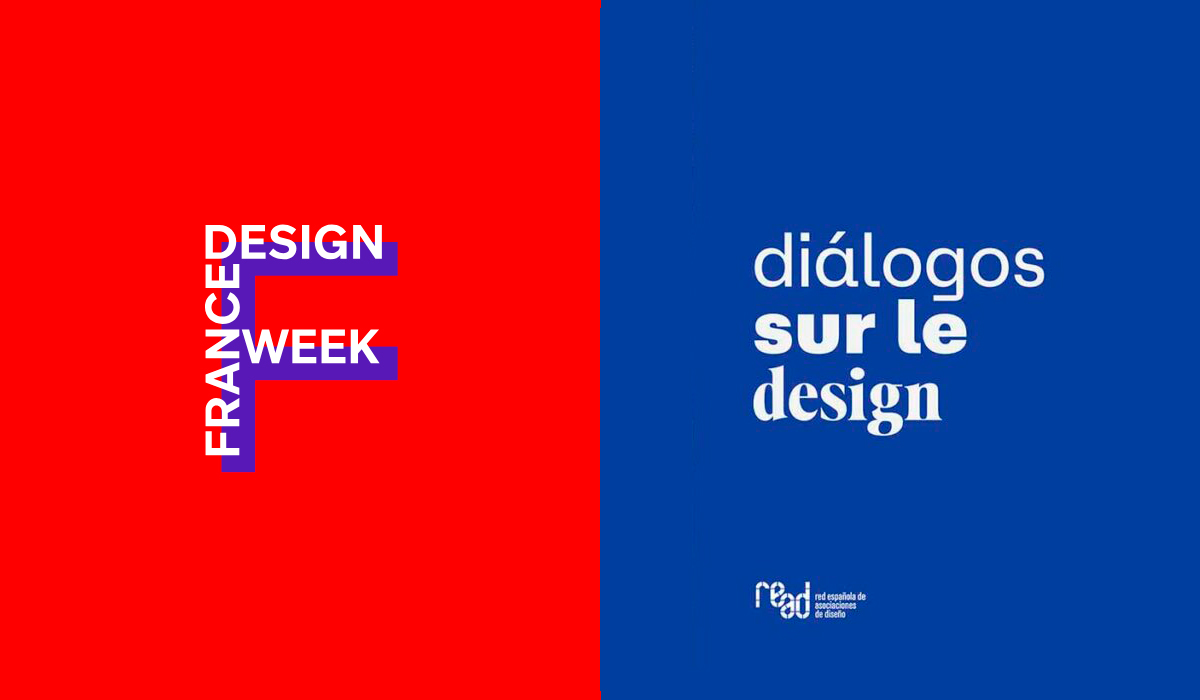 DESIGN
FRANCE
WEEK
diálogos
sur le
design
read
red española de
asociaciones
de diseño